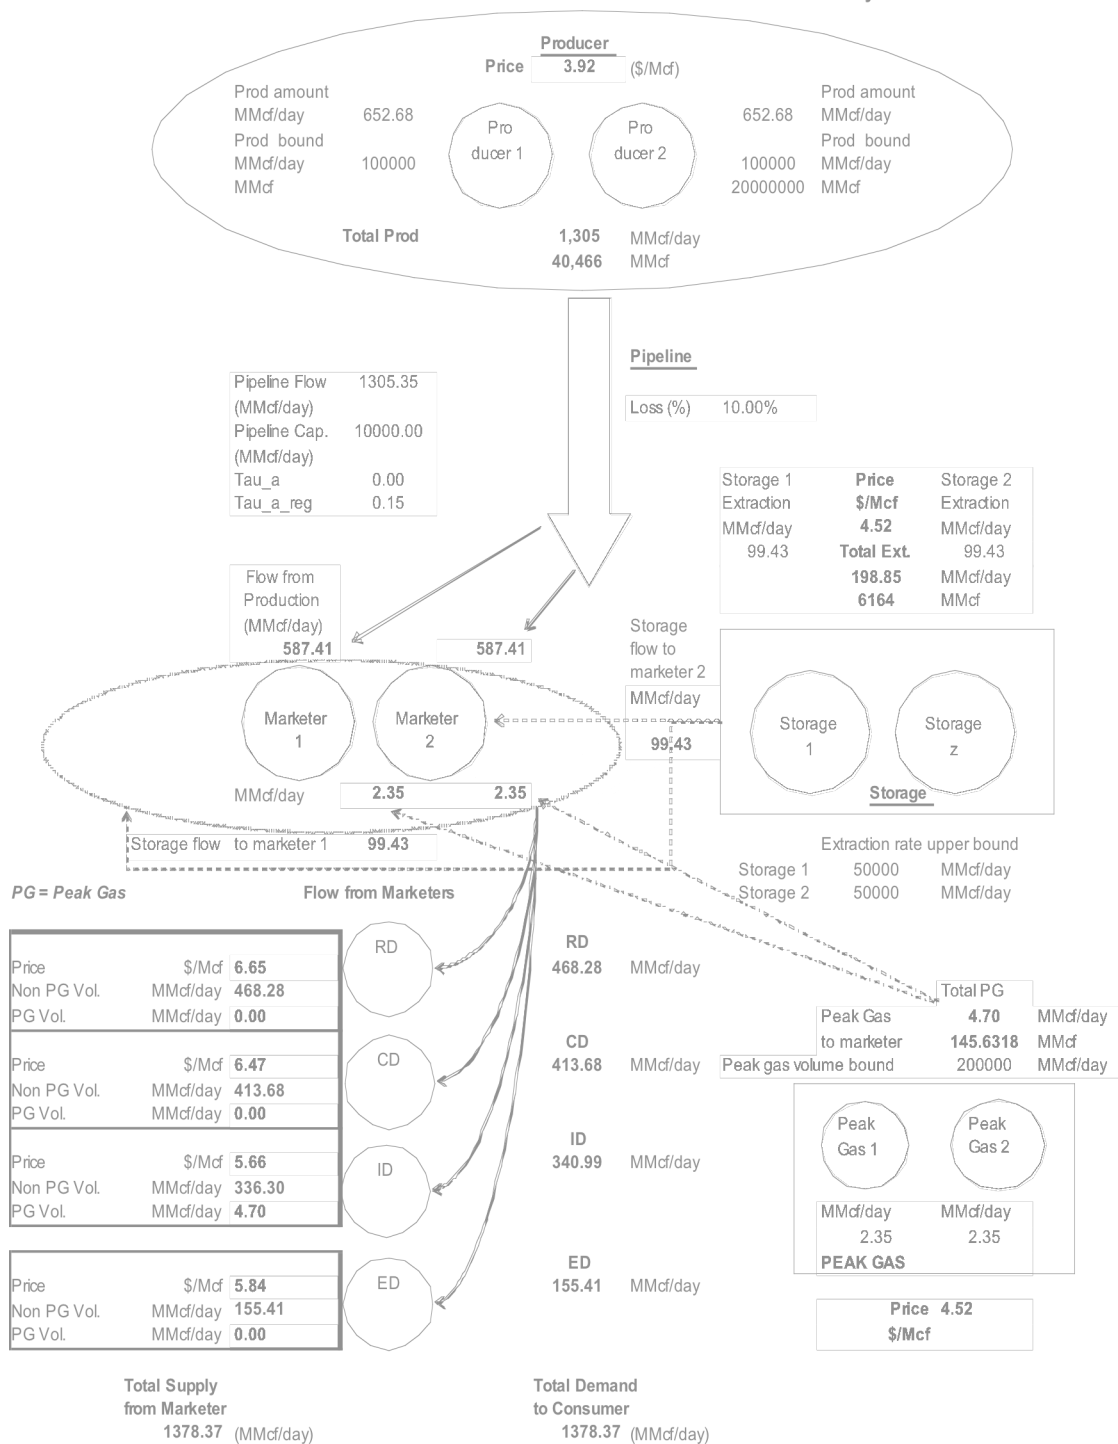 Producer
Price 3.92 ($/Mcf)
Prod amount Prod amount
MMcf/day 652.68 652.68 MMcf/day
Pro Pro
Prod bound Prod bound
ducer 1 ducer 2
MMcf/day 100000 100000 MMcf/day
MMcf 20000000 MMcf
Total Prod 1,305 MMcf/day
40,466 MMcf
Pipeline
Pipeline Flow 1305.35
(MMcf/day)
Loss (%) 10.00%
Pipeline Cap. 10000.00
(MMcf/day)
Tau_a 0.00
Tau_a_reg 0.15
Storage 1 Price Storage 2
Extraction $/Mcf Extraction
MMcf/day 4.52 MMcf/day
99.43 Total Ext. 99.43
198.85 MMcf/day
6164 MMcf
Flow from
Production
(MMcf/day)
587.41 587.41
Storage
flow to
marketer 2
MMcf/day
99.43
Marketer Marketer
1 2
Storage Storage
1 z
Storage
MMcf/day 2.35 2.35
Storage flow to marketer 1 99.43
Extraction rate upper bound
Storage 1 50000 MMcf/day
Storage 2 50000 MMcf/day
PG = Peak Gas Flow from Marketers
RD RD
Price $/Mcf 6.65 468.28 MMcf/day
Non PG Vol. MMcf/day 468.28
PG Vol. MMcf/day 0.00
Total PG
Peak Gas 4.70 MMcf/day
to marketer 145.6318 MMcf
Peak gas volume bound 200000 MMcf/day
CD CD
Price $/Mcf 6.47 413.68 MMcf/day
Non PG Vol. MMcf/day 413.68
PG Vol. MMcf/day 0.00
Peak Peak
Gas 1 Gas 2
ID ID
Price $/Mcf 5.66 340.99 MMcf/day
Non PG Vol. MMcf/day 336.30
PG Vol. MMcf/day 4.70
MMcf/day MMcf/day
2.35 2.35
PEAK GAS
ED ED
Price $/Mcf 5.84 155.41 MMcf/day
Non PG Vol. MMcf/day 155.41
PG Vol. MMcf/day 0.00
Price 4.52
$/Mcf
Total Supply Total Demand
from Marketer to Consumer
1378.37 (MMcf/day) 1378.37 (MMcf/day)